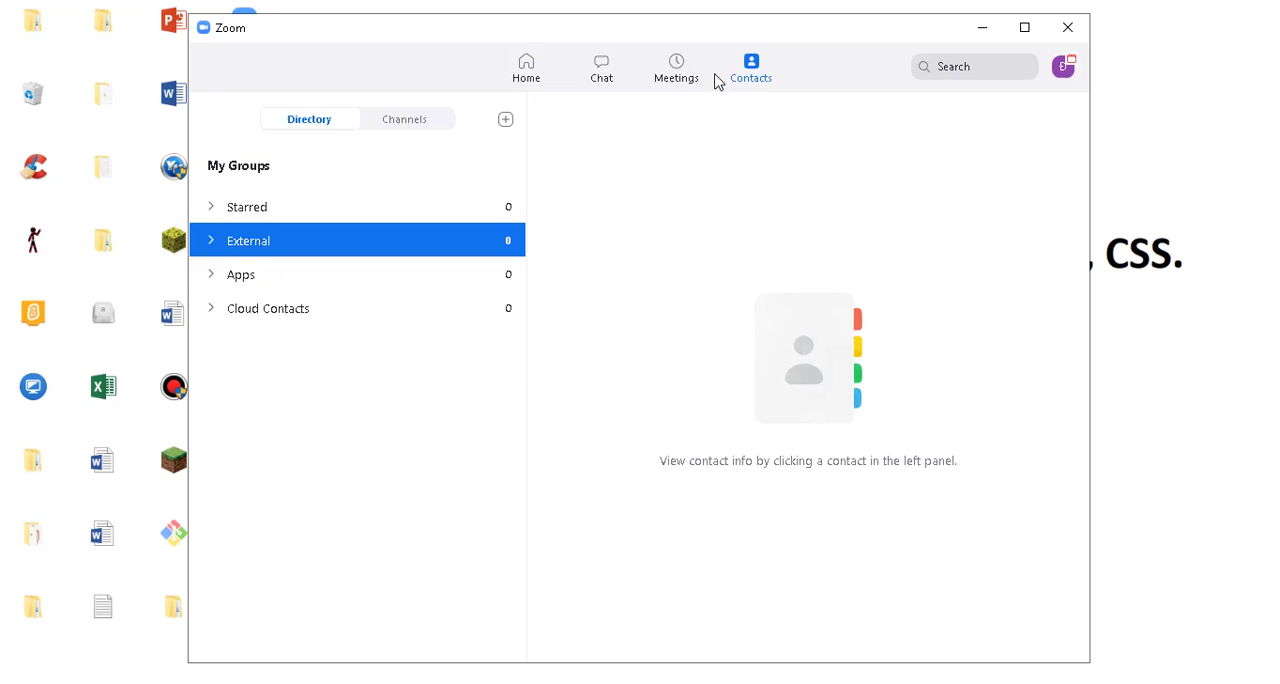 Zoom
Home
Chat
Meetings
Contacts
Search
Đ
Directory
Channels
My Groups
Starred 0
External 0
Apps 0
Cloud Contacts 0
View contact info by clicking a contact in the left panel.
, CSS.